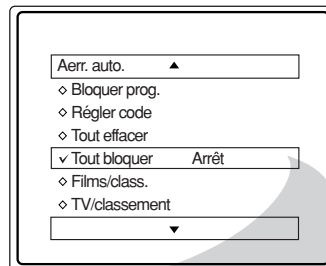 Aerr. auto. ▲
◇ Bloquer prog.
◇ Régler code
◇ Tout effacer
✓ Tout bloquer Arrêt
◇ Films/class.
◇ TV/classement
▼